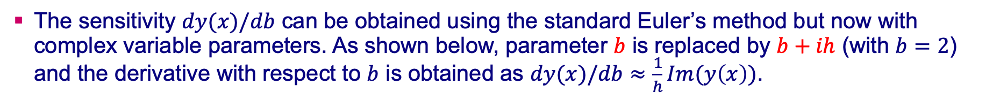 ▪ The sensitivity dy(x)/db can be obtained using the standard Euler’s method but now with
complex variable parameters. As shown below, parameter b is replaced by b + ih (with b = 2)
and the derivative with respect to b is obtained as dy(x)/db ≈ \frac{1}{h} Im(y(x)).